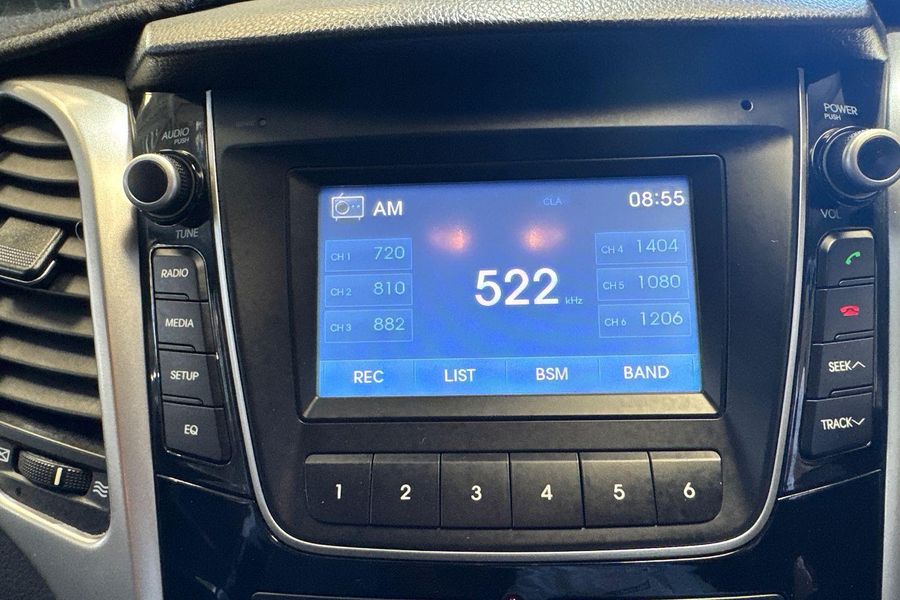 AUDIO
PUSH
TUNE
RADIO
MEDIA
SETUP
EQ
AM
CLA
08:55
CH 1 720
CH 2 810
CH 3 882
522 kHz
CH 4 1404
CH 5 1080
CH 6 1206
REC LIST BSM BAND
1 2 3 4 5 6
POWER
PUSH
VOL
SEEK
TRACK